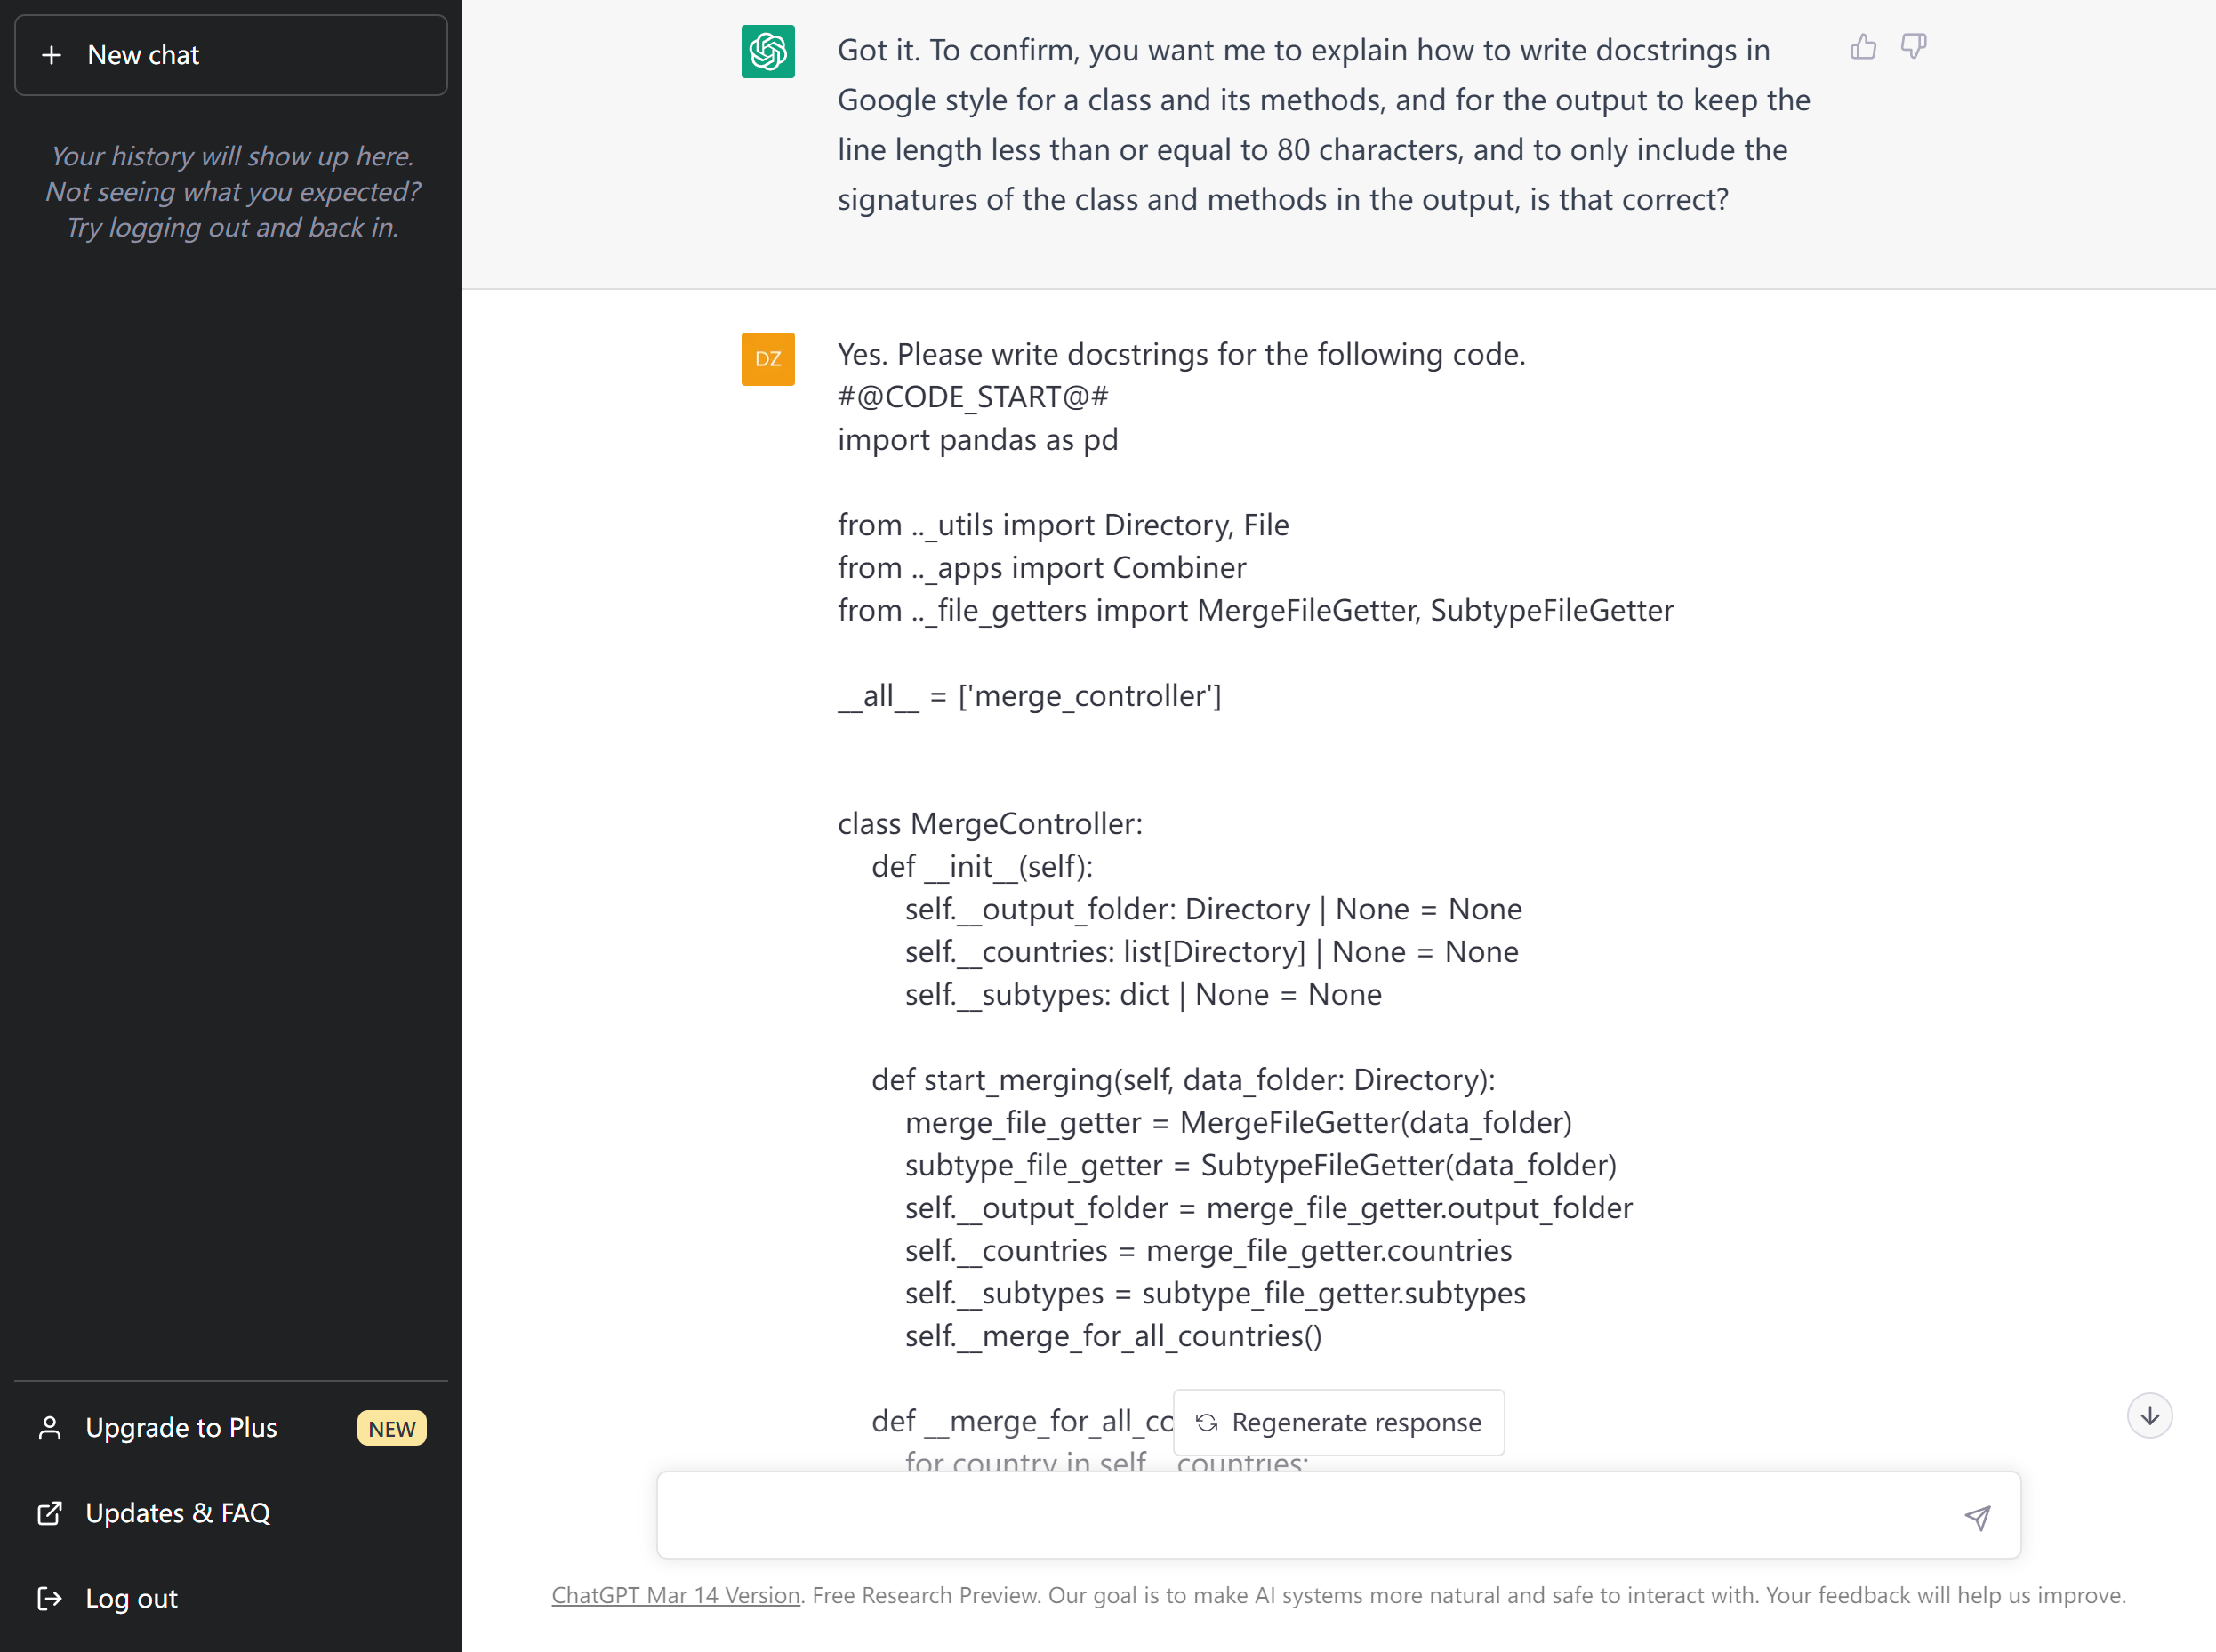 New chat
Your history will show up here.
Not seeing what you expected?
Try logging out and back in.
Upgrade to Plus NEW
Updates & FAQ
Log out
Got it. To confirm, you want me to explain how to write docstrings in
Google style for a class and its methods, and for the output to keep the
line length less than or equal to 80 characters, and to only include the
signatures of the class and methods in the output, is that correct?
DZ
Yes. Please write docstrings for the following code.
#@CODE_START@#
import pandas as pd
from .._utils import Directory, File
from .._apps import Combiner
from .._file_getters import MergeFileGetter, SubtypeFileGetter
__all__ = ['merge_controller']
class MergeController:
def __init__(self):
self.__output_folder: Directory | None = None
self.__countries: list[Directory] | None = None
self.__subtypes: dict | None = None
def start_merging(self, data_folder: Directory):
merge_file_getter = MergeFileGetter(data_folder)
subtype_file_getter = SubtypeFileGetter(data_folder)
self.__output_folder = merge_file_getter.output_folder
self.__countries = merge_file_getter.countries
self.__subtypes = subtype_file_getter.subtypes
self.__merge_for_all_countries()
def __merge_for_all_co
Regenerate response
for country in self.__countries:
ChatGPT Mar 14 Version. Free Research Preview. Our goal is to make AI systems more natural and safe to interact with. Your feedback will help us improve.